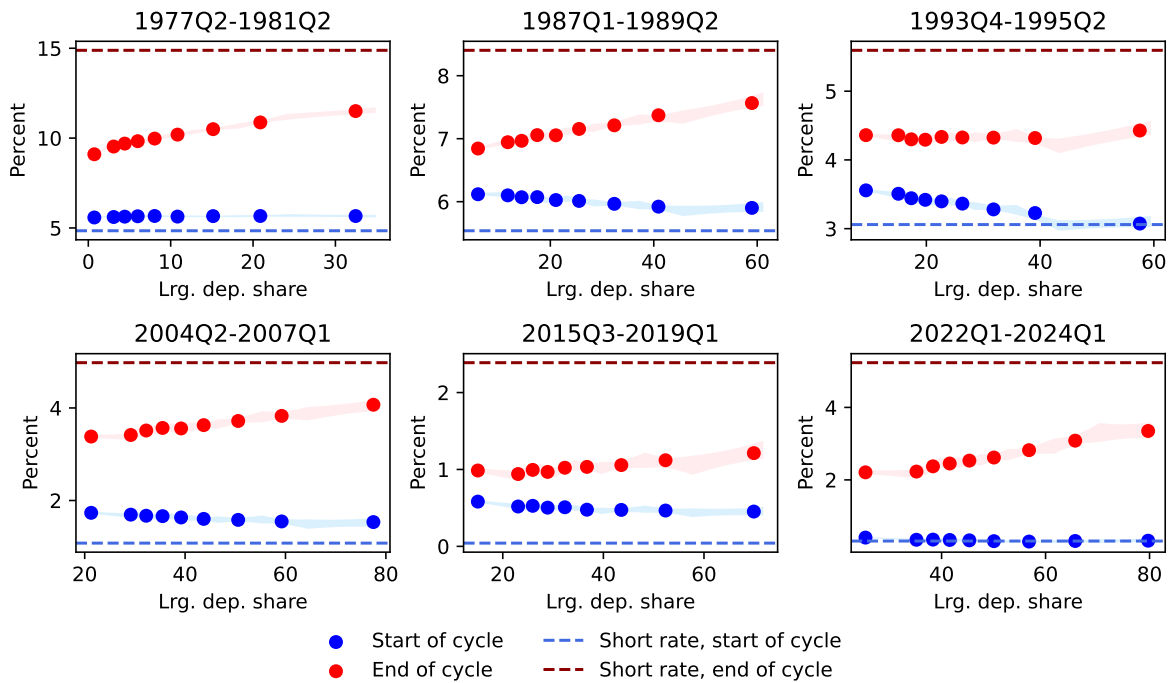 1977Q2-1981Q2
1987Q1-1989Q2
1993Q4-1995Q2
Percent
15
10
5
0 10 20 30
Lrg. dep. share
Percent
8
7
6
20 40 60
Lrg. dep. share
Percent
5
4
3
20 40 60
Lrg. dep. share
2004Q2-2007Q1
2015Q3-2019Q1
2022Q1-2024Q1
Percent
4
2
20 40 60 80
Lrg. dep. share
Percent
2
1
0
20 40 60
Lrg. dep. share
Percent
4
2
40 60 80
Lrg. dep. share
Start of cycle
End of cycle
Short rate, start of cycle
Short rate, end of cycle